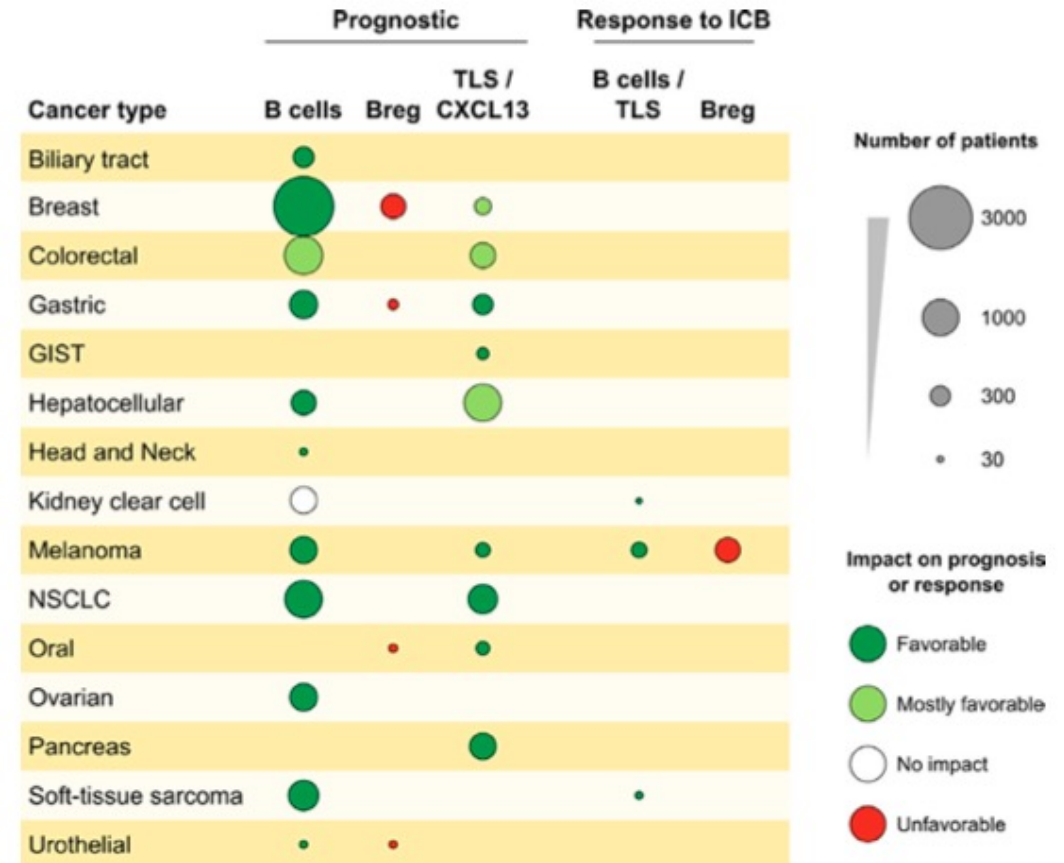 Prognostic
Response to ICB
Cancer type
B cells
Breg
TLS /
CXCL13
B cells /
TLS
Breg
Biliary tract
Breast
Colorectal
Gastric
GIST
Hepatocellular
Head and Neck
Kidney clear cell
Melanoma
NSCLC
Oral
Ovarian
Pancreas
Soft-tissue sarcoma
Urothelial
Number of patients
3000
1000
300
30
Impact on prognosis
or response
Favorable
Mostly favorable
No impact
Unfavorable